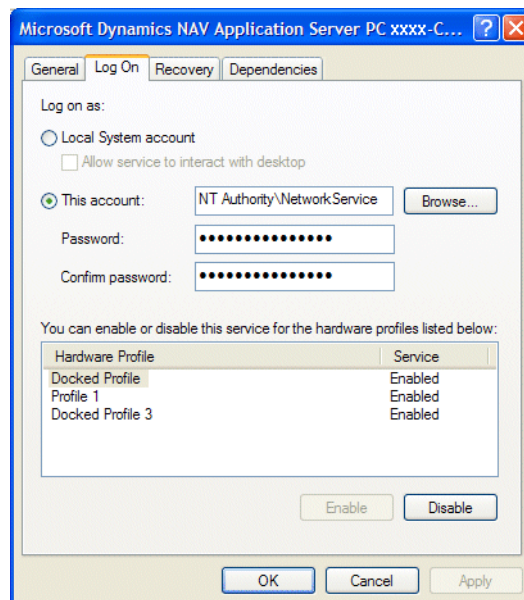 Microsoft Dynamics NAV Application Server PC xxxx-C...
General Log On Recovery Dependencies
Log on as:
Local System account
Allow service to interact with desktop
This account: NT Authority\NetworkService Browse...
Password: •••••••••••••••
Confirm password: •••••••••••••••
You can enable or disable this service for the hardware profiles listed below:
Hardware Profile Service
Docked Profile Enabled
Profile 1 Enabled
Docked Profile 3 Enabled
Enable Disable
OK Cancel Apply